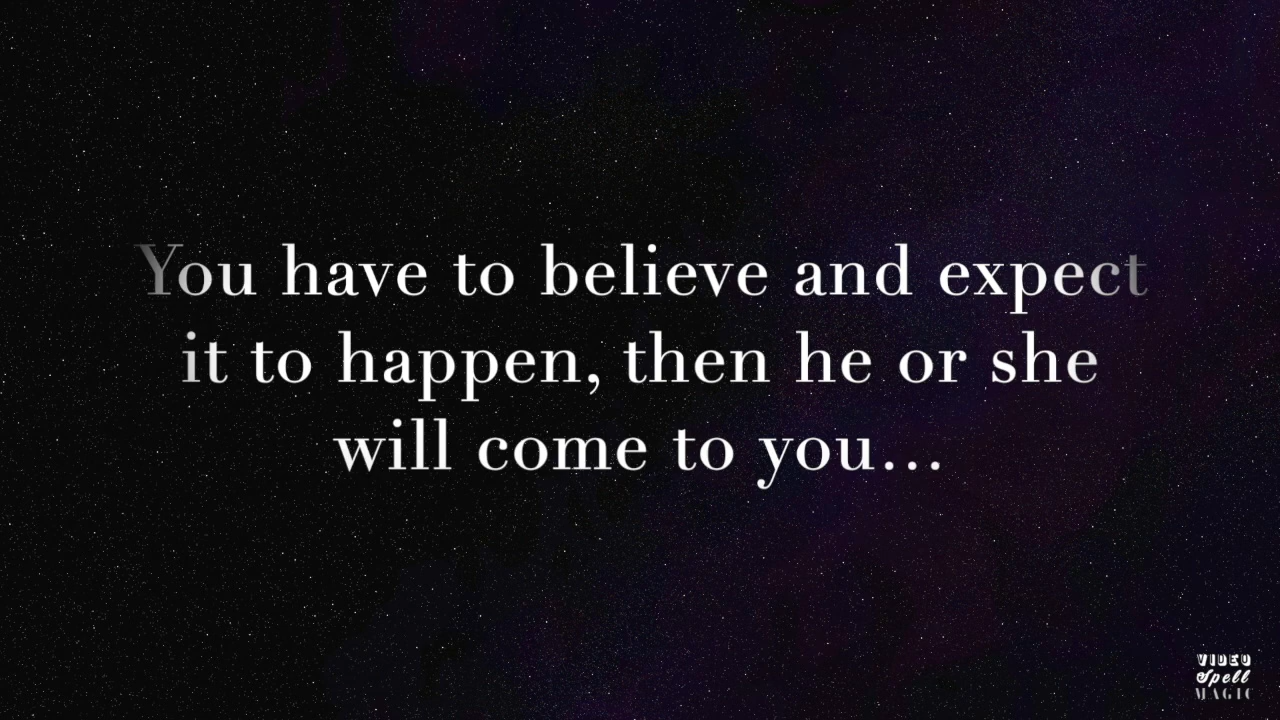 You have to believe and expect
it to happen, then he or she
will come to you...
VIDEO
Spell
MAGIC